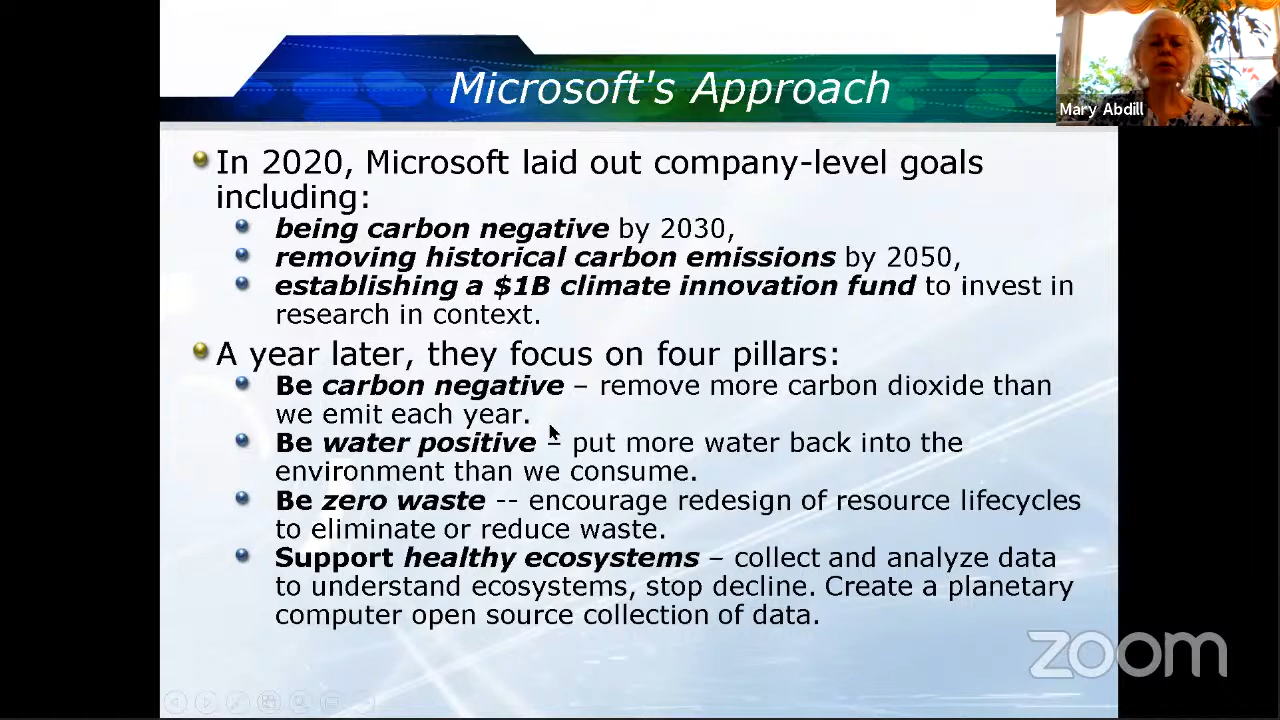 Microsoft's Approach
Mary Abdill
In 2020, Microsoft laid out company-level goals
including:
being carbon negative by 2030,
removing historical carbon emissions by 2050,
establishing a $1B climate innovation fund to invest in
research in context.
A year later, they focus on four pillars:
Be carbon negative – remove more carbon dioxide than
we emit each year.
Be water positive – put more water back into the
environment than we consume.
Be zero waste -- encourage redesign of resource lifecycles
to eliminate or reduce waste.
Support healthy ecosystems – collect and analyze data
to understand ecosystems, stop decline. Create a planetary
computer open source collection of data.
zoom